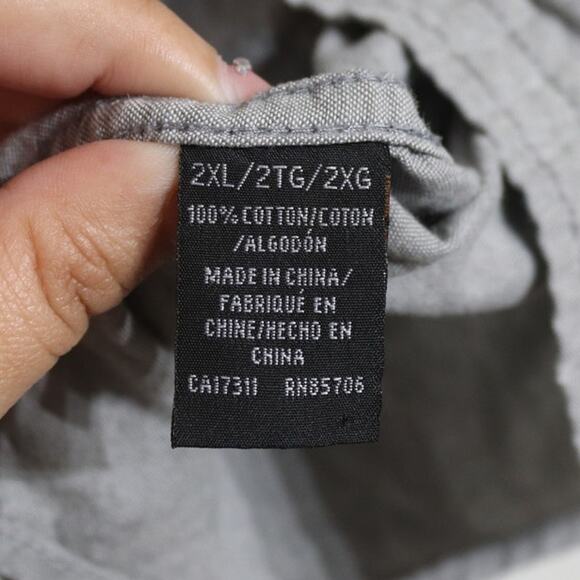 2XL/2TG/2XG
100% COTTON/COTON
/ALGODÓN
MADE IN CHINA/
FABRIQUÉ EN
CHINE/HECHO EN
CHINA
CA17311 RN85706